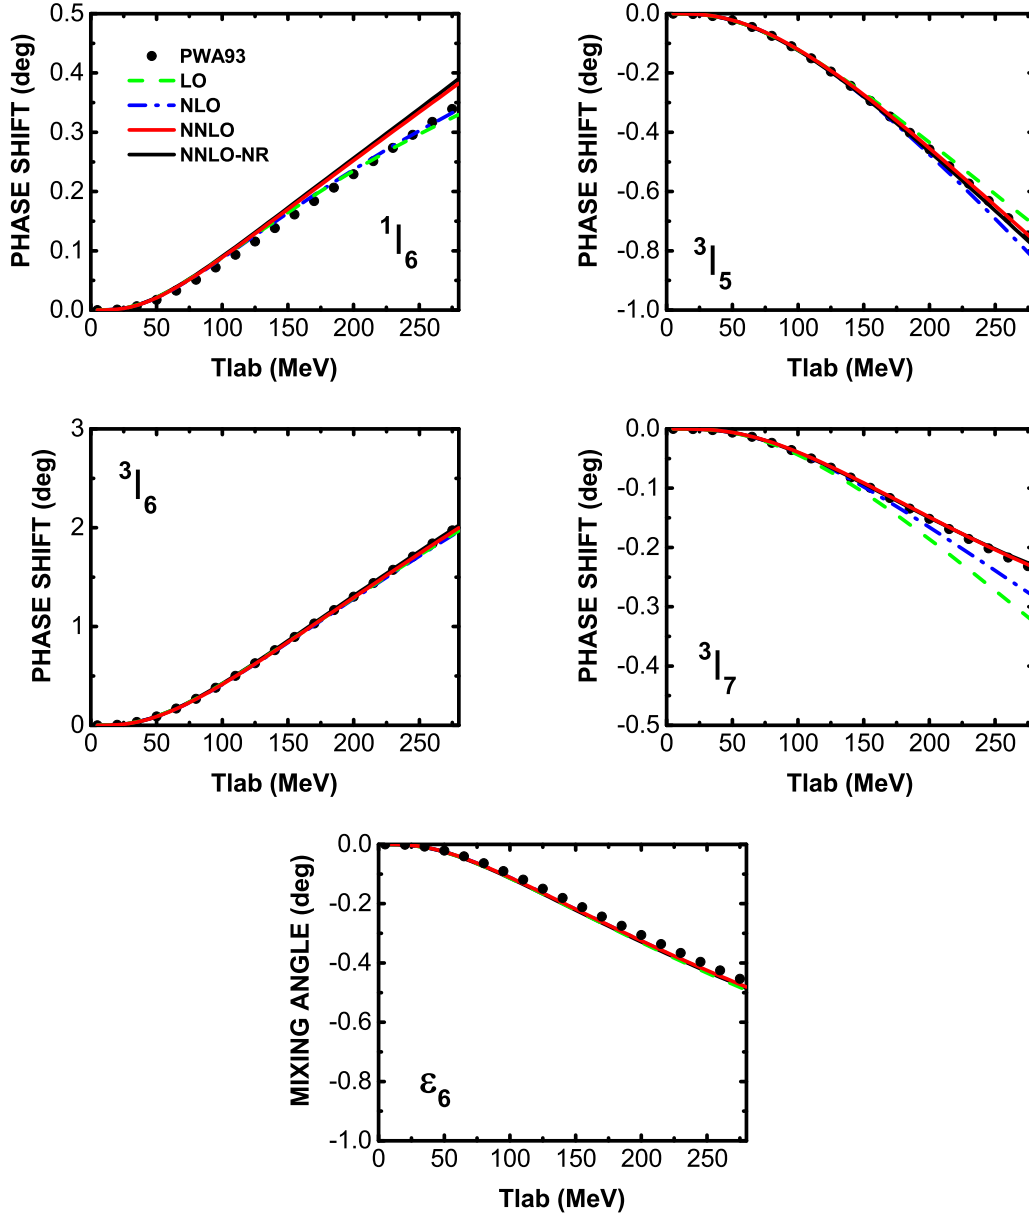 0.5
0.4
0.3
0.2
0.1
0.0
PHASE SHIFT (deg)
PWA93
LO
NLO
NNLO
NNLO-NR
1I6
0 50 100 150 200 250
Tlab (MeV)
0.0
-0.2
-0.4
-0.6
-0.8
-1.0
PHASE SHIFT (deg)
3I5
0 50 100 150 200 250
Tlab (MeV)
3
2
1
0
PHASE SHIFT (deg)
3I6
0 50 100 150 200 250
Tlab (MeV)
0.0
-0.1
-0.2
-0.3
-0.4
-0.5
PHASE SHIFT (deg)
3I7
0 50 100 150 200 250
Tlab (MeV)
0.0
-0.2
-0.4
-0.6
-0.8
-1.0
MIXING ANGLE (deg)
ε6
0 50 100 150 200 250
Tlab (MeV)